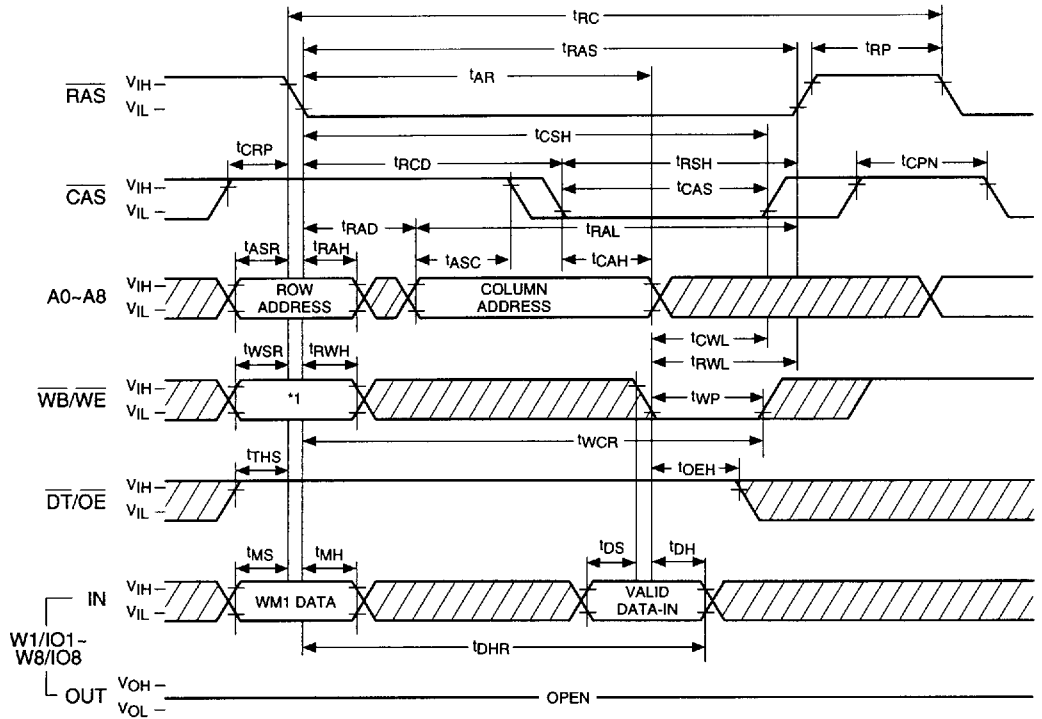 tRC
tRAS
tRP
tAR
RAS
VIH
VIL
tCSH
tCRP
tRCD
tRSH
tCPN
tCAS
CAS
VIH
VIL
tRAD
tRAL
tASR
tRAH
tASC
tCAH
A0~A8
VIH
VIL
ROW
ADDRESS
COLUMN
ADDRESS
tCWL
tRWL
tWSR
tRWH
WB/WE
VIH
VIL
*1
tWP
tWCR
tTHS
tOEH
DT/OE
VIH
VIL
tMS
tMH
tDS
tDH
IN
VIH
VIL
WM1 DATA
VALID
DATA-IN
W1/IO1~
W8/IO8
tDHR
OUT
VOH
VOL
OPEN